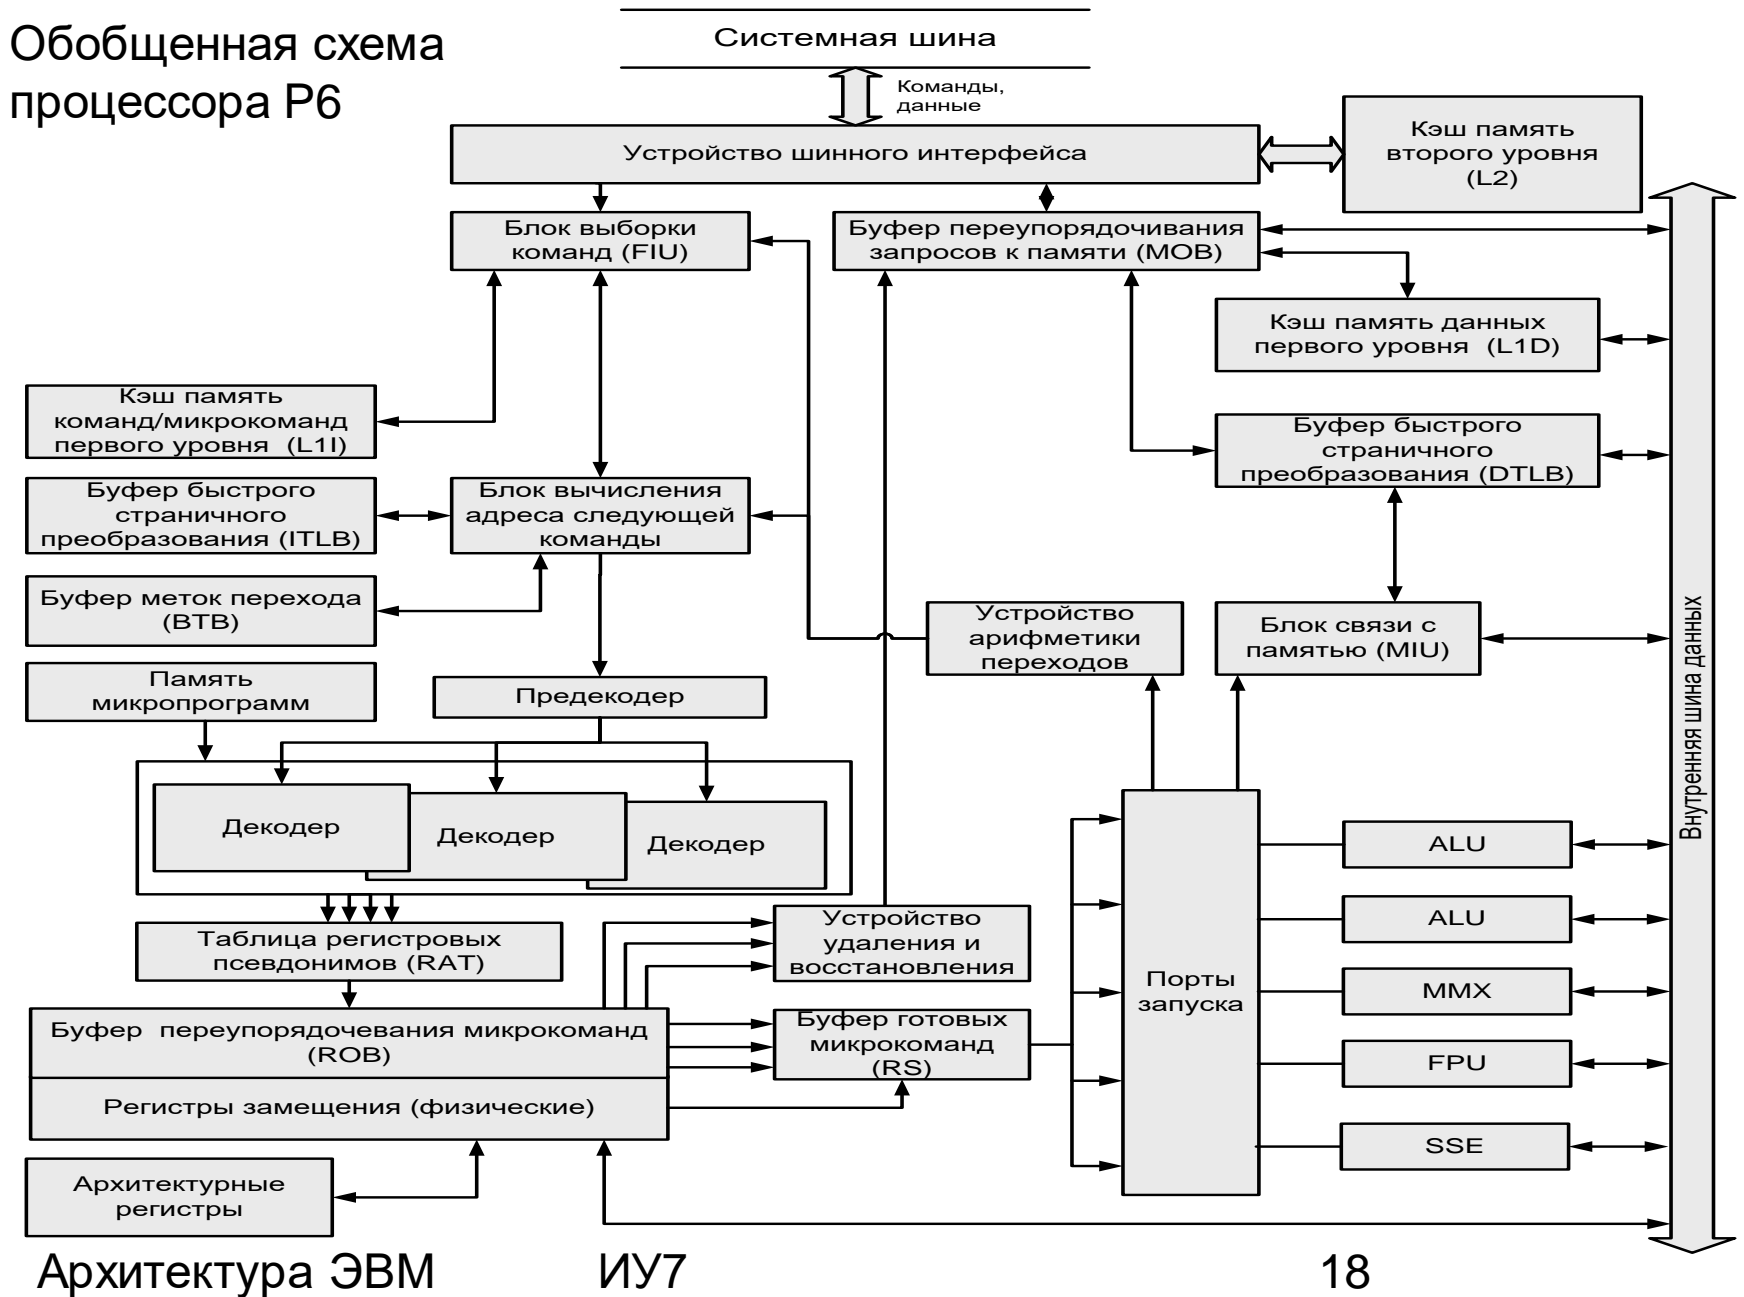 Обобщенная схема
процессора P6
Системная шина
Команды,
данные
Устройство шинного интерфейса
Кэш память
второго уровня
(L2)
Блок выборки
команд (FIU)
Буфер переупорядочивания
запросов к памяти (MOB)
Кэш память данных
первого уровня (L1D)
Кэш память
команд/микрокоманд
первого уровня (L1I)
Буфер быстрого
страничного
преобразования (DTLB)
Буфер быстрого
страничного
преобразования (ITLB)
Блок вычисления
адреса следующей
команды
Буфер меток перехода
(BTB)
Устройство
арифметики
переходов
Блок связи с
памятью (MIU)
Внутренняя шина данных
Память
микропрограмм
Предекодер
Декодер
Декодер
Декодер
Таблица регистровых
псевдонимов (RAT)
Устройство
удаления и
восстановления
Порты
запуска
ALU
ALU
MMX
FPU
SSE
Буфер переупорядочевания микрокоманд
(ROB)
Буфер готовых
микрокоманд
(RS)
Регистры замещения (физические)
Архитектурные
регистры
Архитектура ЭВМ
ИУ7
18